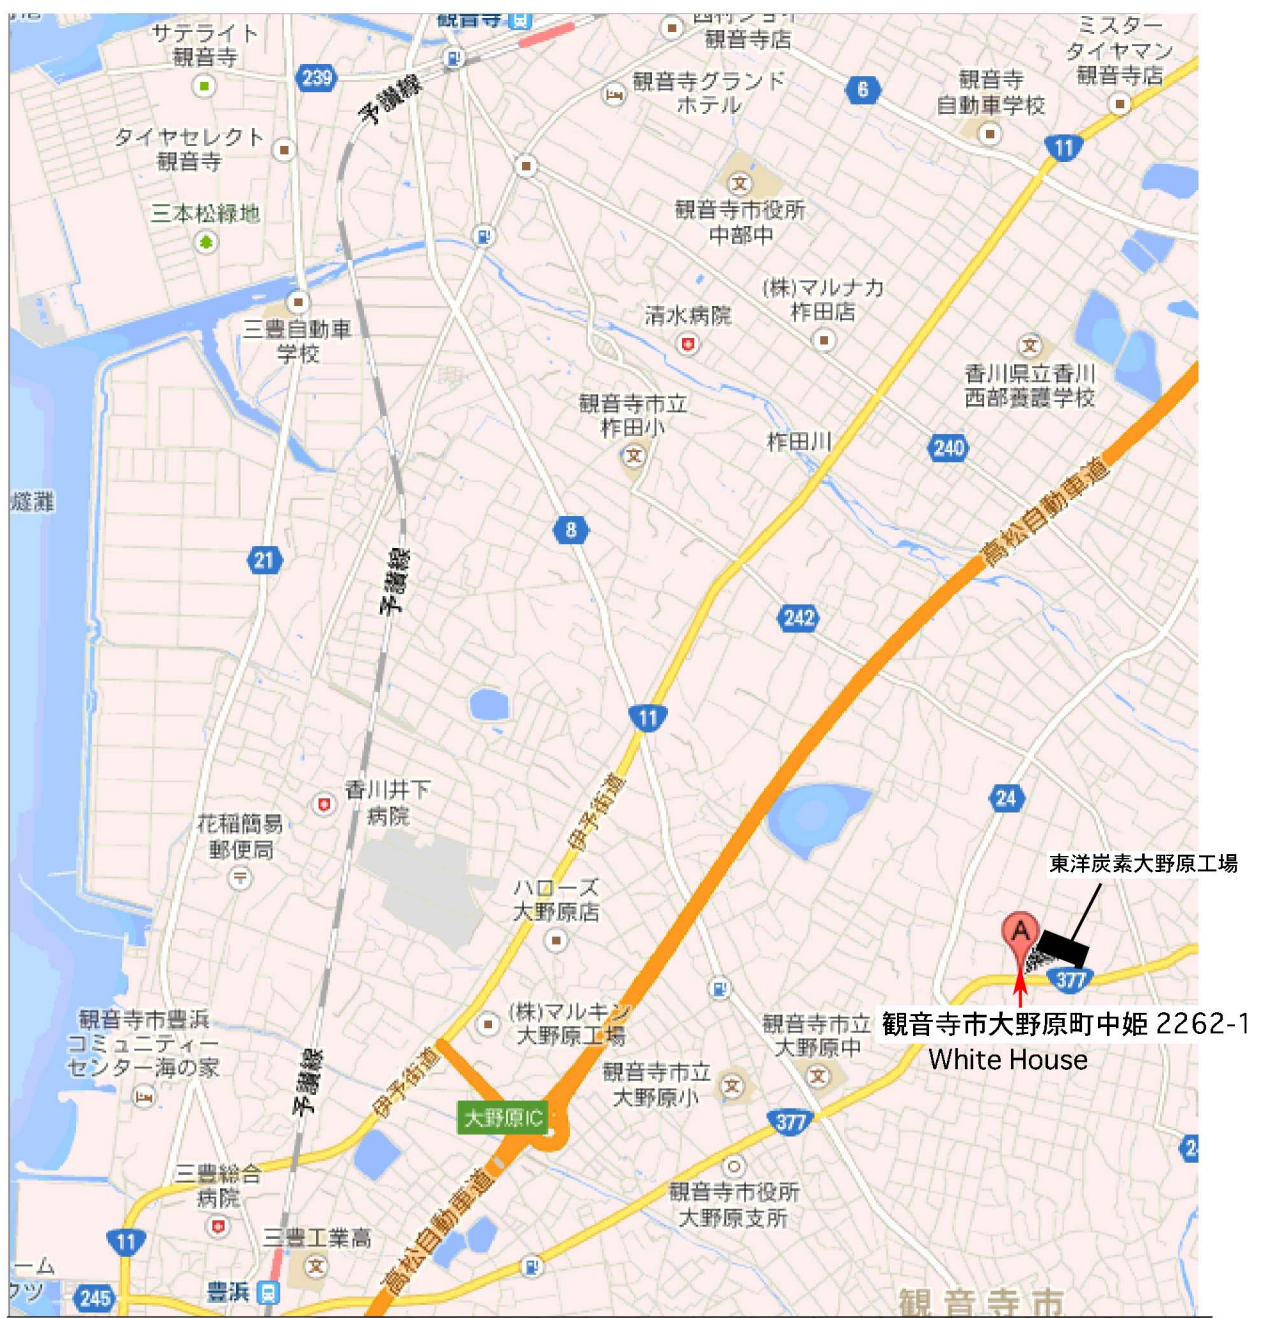 観音寺
サテライト
観音寺
239
予讃線
観音寺店
観音寺グランド
ホテル
6
観音寺
自動車学校
ミスター
タイヤマン
観音寺店
11
タイヤセレクト
観音寺
三本松緑地
文
観音寺市役所
中部中
(株)マルナカ
柞田店
清水病院
三豊自動車
学校
文
香川県立香川
西部養護学校
観音寺市立
柞田小
文
柞田川
240
高松自動車道
燧灘
8
21
予讃線
242
11
伊予街道
香川井下
病院
24
花稲簡易
郵便局
東洋炭素大野原工場
ハローズ
大野原店
A
377
(株)マルキン
大野原工場
観音寺市豊浜
コミュニティー
センター海の家
観音寺市立
大野原中
文
観音寺市大野原町中姫 2262-1
White House
予讃線
伊予街道
観音寺市立
大野原小
文
大野原IC
377
三豊総合
病院
高松自動車道
観音寺市役所
大野原支所
11
三豊工業高
文
豊浜
245
観音寺市